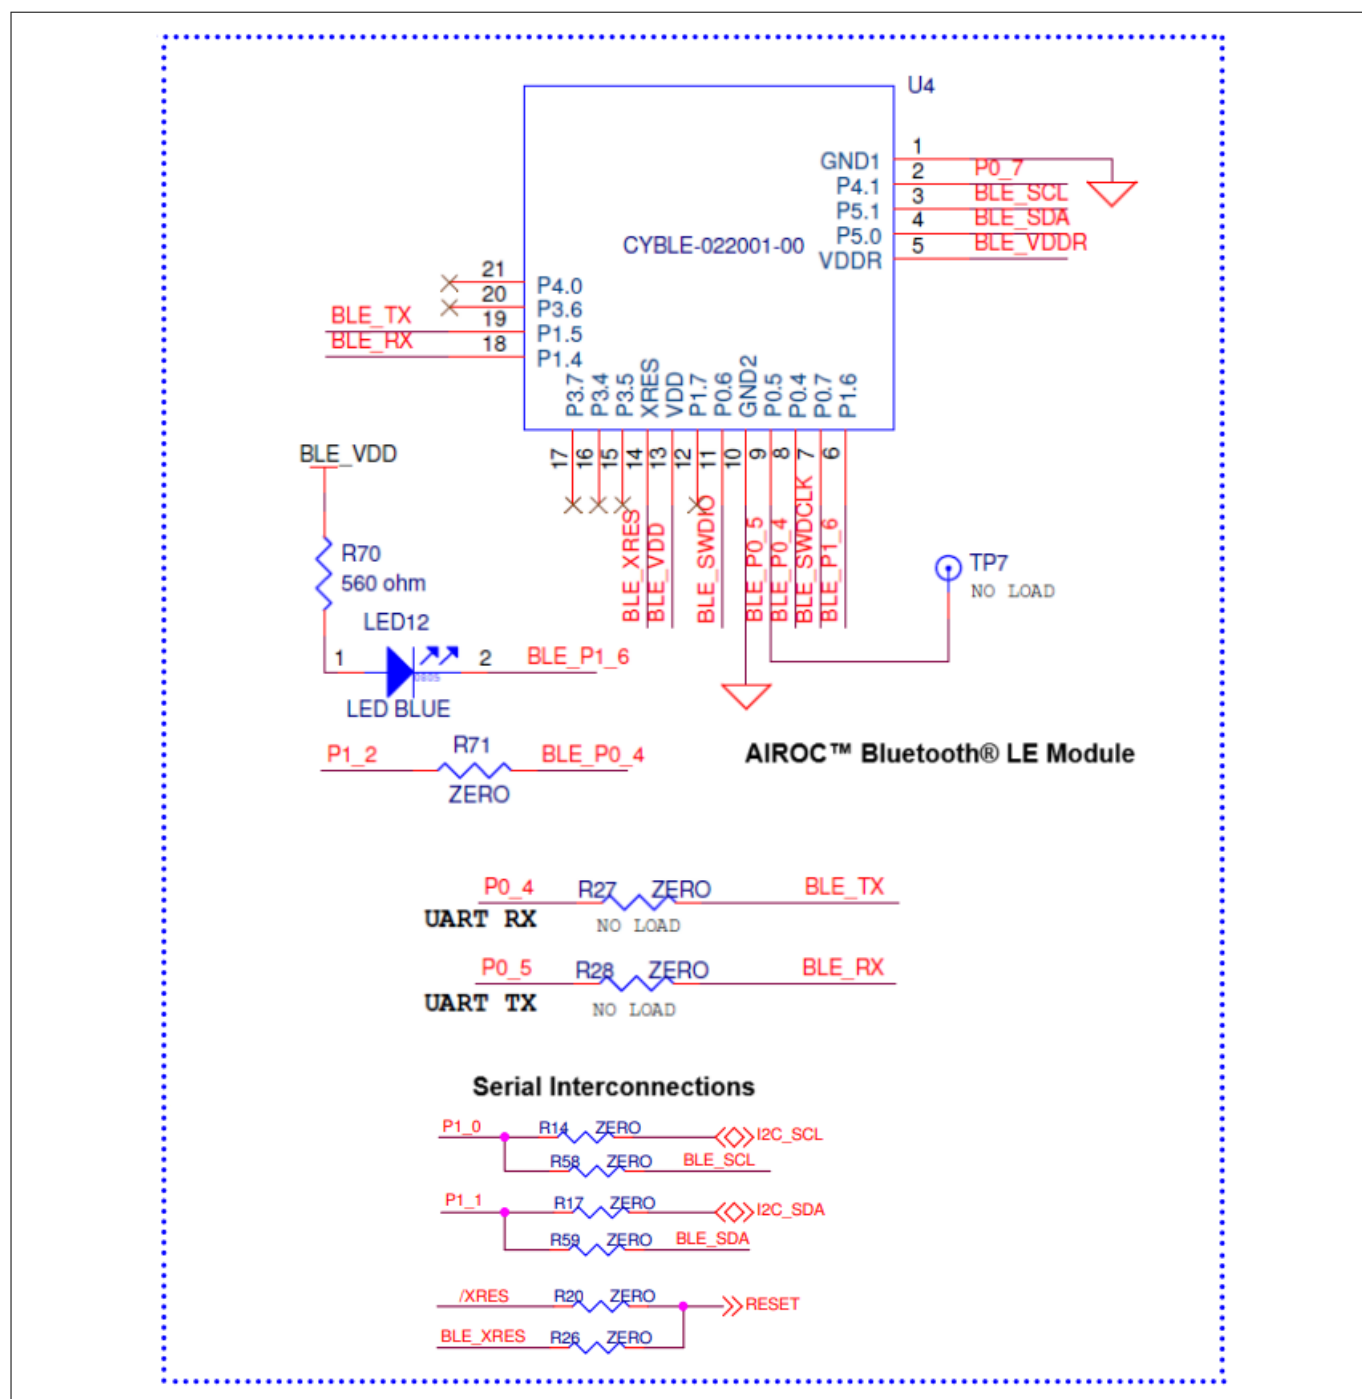 U4
1
GND1
2 P0_7
P4.1
3 BLE_SCL
P5.1
4 BLE_SDA
P5.0
5 BLE_VDDR
VDDR
CYBLE-022001-00
21
P4.0
20
P3.6
BLE_TX 19
P1.5
BLE_RX 18
P1.4
P3.7 P3.4 P3.5 XRES VDD P1.7 P0.6 GND2 P0.5 P0.4 P0.7 P1.6
17 16 15 14 13 12 11 10 9 8 7 6
BLE_XRES BLE_VDD BLE_SWDIO BLE_P0_5 BLE_P0_4 BLE_SWDCLK BLE_P1_6
BLE_VDD
R70
560 ohm
TP7
NO LOAD
LED12
1 2 BLE_P1_6
0805
LED BLUE
P1_2 R71 BLE_P0_4
ZERO
AIROC™ Bluetooth® LE Module
P0_4 R27 ZERO BLE_TX
UART RX NO LOAD
P0_5 R28 ZERO BLE_RX
UART TX NO LOAD
Serial Interconnections
P1_0 R14 ZERO I2C_SCL
R58 ZERO BLE_SCL
P1_1 R17 ZERO I2C_SDA
R59 ZERO BLE_SDA
/XRES R20 ZERO RESET
BLE_XRES R26 ZERO